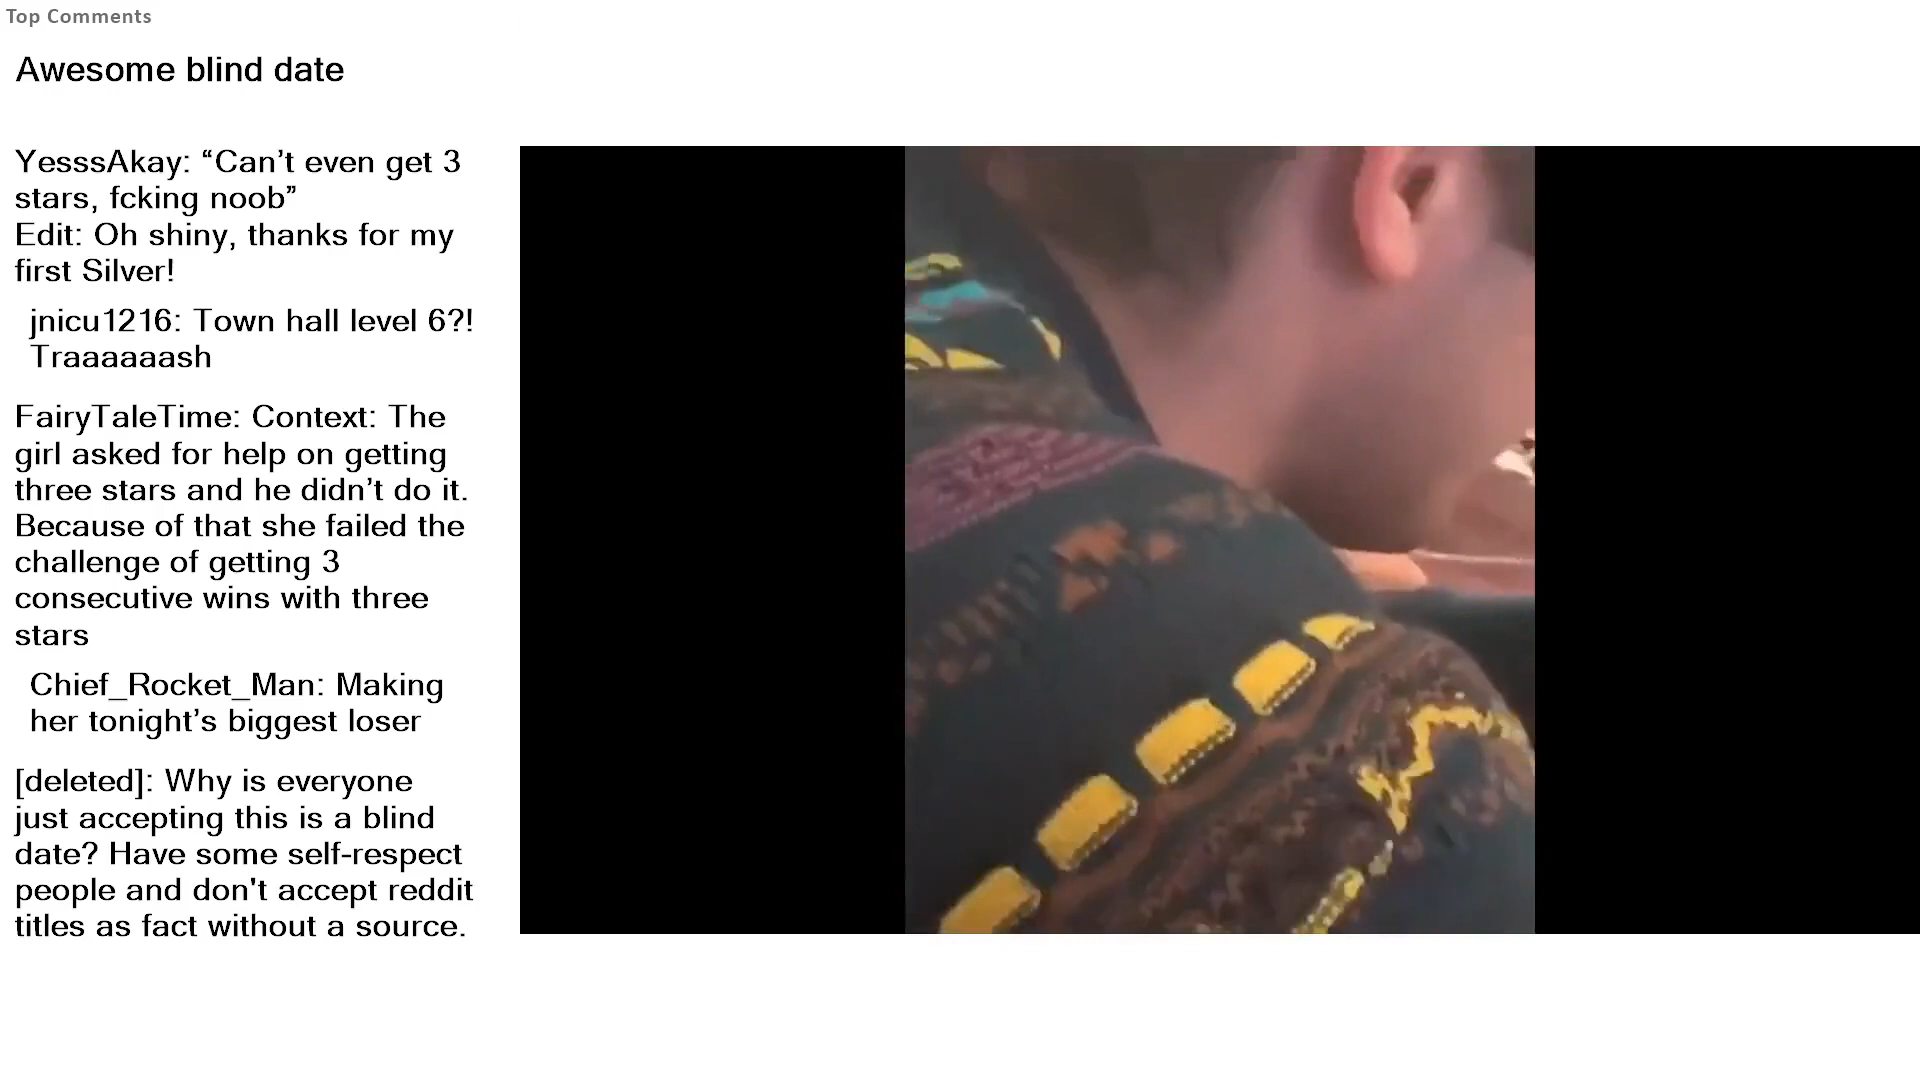 Top Comments
Awesome blind date
YesssAkay: “Can’t even get 3
stars, fcking noob”
Edit: Oh shiny, thanks for my
first Silver!
jnicu1216: Town hall level 6?!
Traaaaaash
FairyTaleTime: Context: The
girl asked for help on getting
three stars and he didn’t do it.
Because of that she failed the
challenge of getting 3
consecutive wins with three
stars
Chief_Rocket_Man: Making
her tonight’s biggest loser
[deleted]: Why is everyone
just accepting this is a blind
date? Have some self-respect
people and don't accept reddit
titles as fact without a source.